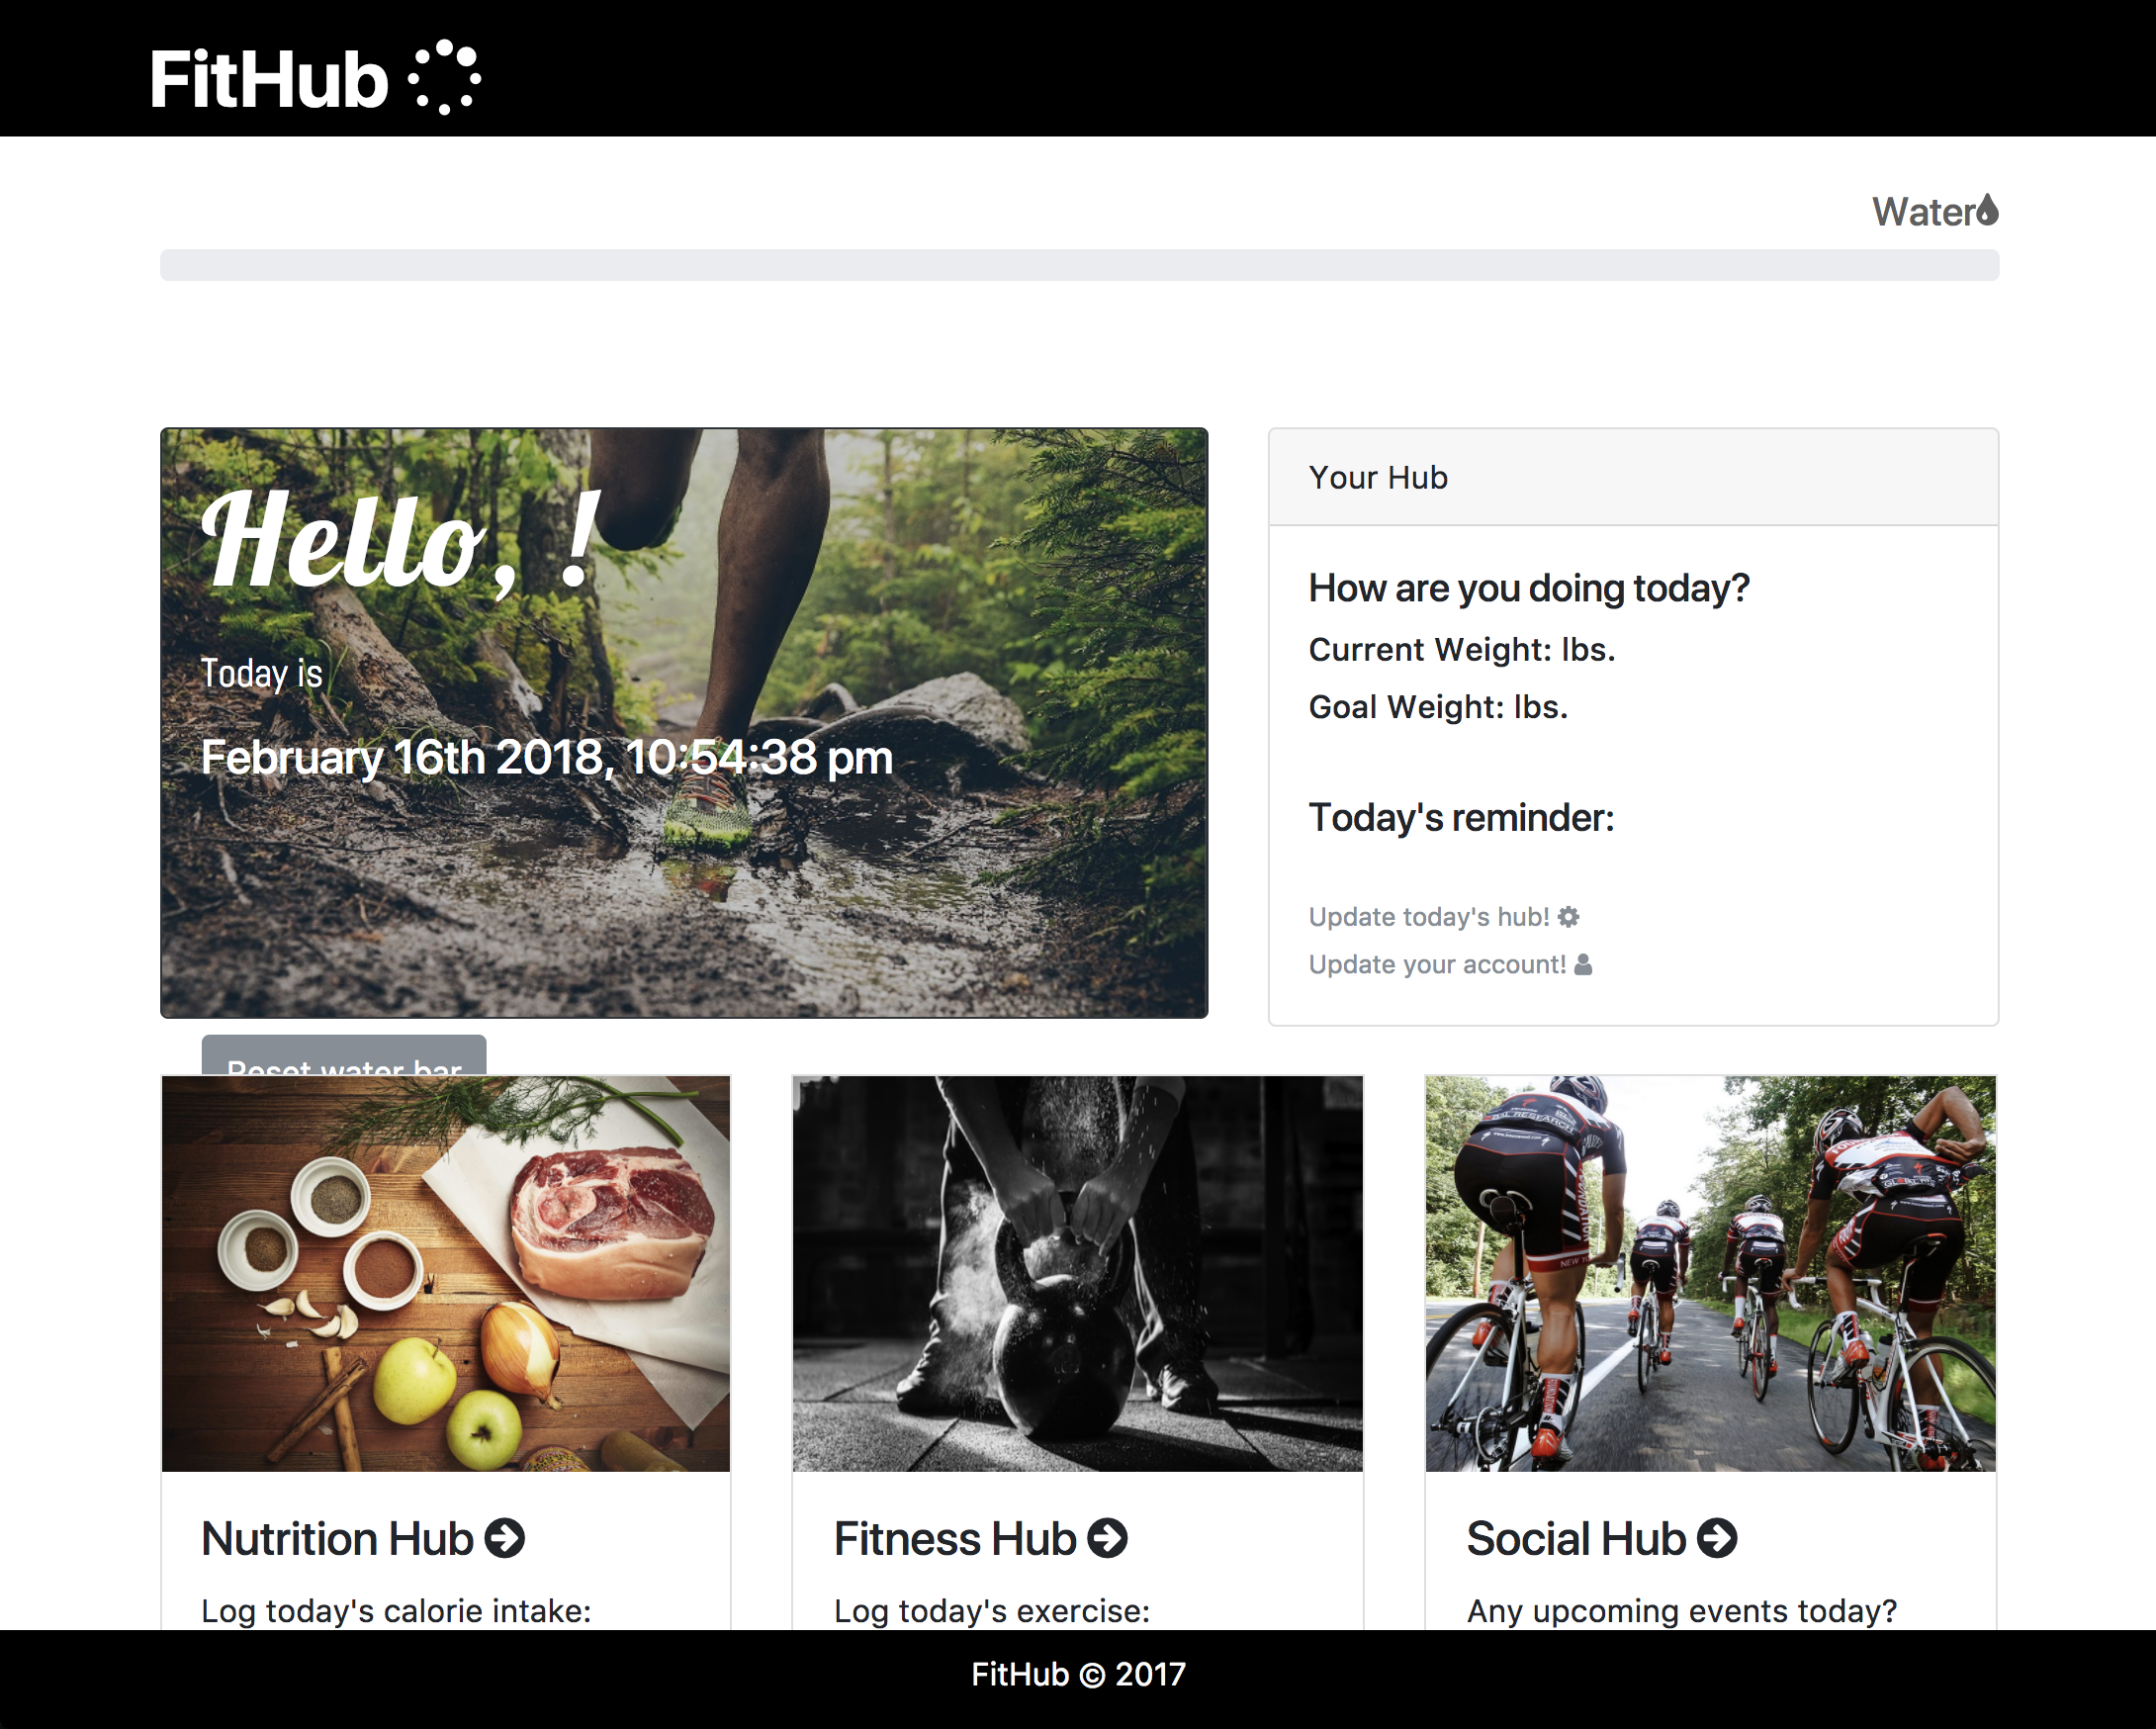 FitHub
Water
Hello, !
Today is
February 16th 2018, 10:54:38 pm
Your Hub
How are you doing today?
Current Weight: lbs.
Goal Weight: lbs.
Today's reminder:
Update today's hub!
Update your account!
Reset water bar
Nutrition Hub
Log today's calorie intake:
Fitness Hub
Log today's exercise:
Social Hub
Any upcoming events today?
FitHub © 2017